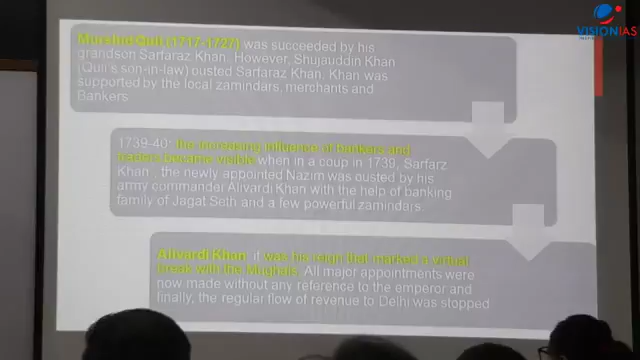 VISIONIAS
Murshid Quli (1717-1727) was succeeded by his
grandson Sarfaraz Khan. However, Shujauddin Khan
(Quli's son-in-law) ousted Sarfaraz Khan. Khan was
supported by the local zamindars, merchants and
Bankers
1739-40: the increasing influence of bankers and
traders became visible when in a coup in 1739, Sarfarz
Khan , the newly appointed Nazim was ousted by his
army commander Alivardi Khan with the help of banking
family of Jagat Seth and a few powerful zamindars.
Alivardi Khan: it was his reign that marked a virtual
break with the Mughals. All major appointments were
now made without any reference to the emperor and
finally, the regular flow of revenue to Delhi was stopped